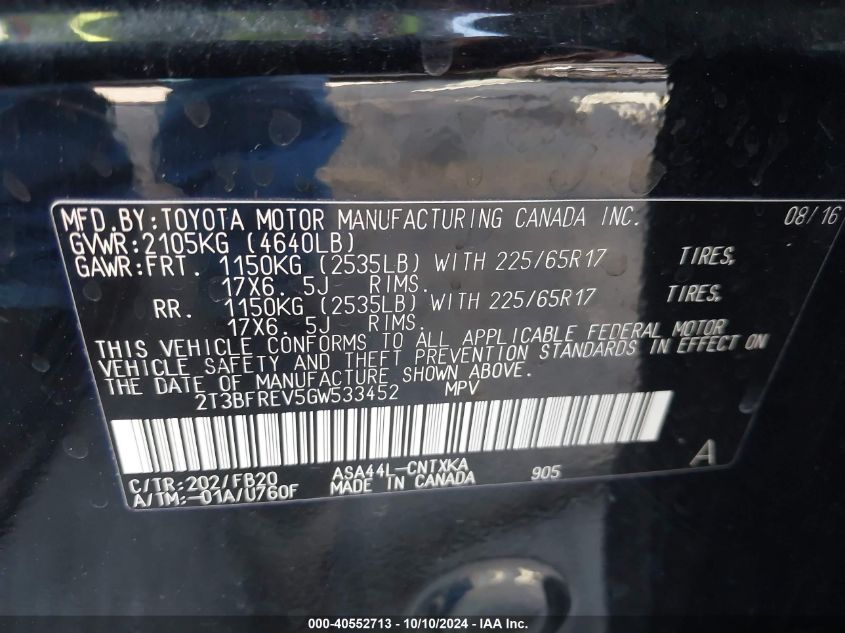 MFD.BY:TOYOTA MOTOR MANUFACTURING CANADA INC. 08/16
GVWR:2105KG (4640LB)
GAWR:FRT. 1150KG (2535LB) WITH 225/65R17 TIRES,
17X6. 5J RIMS.
RR. 1150KG (2535LB) WITH 225/65R17 TIRES,
17X6. 5J RIMS.
THIS VEHICLE CONFORMS TO ALL APPLICABLE FEDERAL MOTOR
VEHICLE SAFETY AND THEFT PREVENTION STANDARDS IN EFFECT ON
THE DATE OF MANUFACTURE SHOWN ABOVE.
2T3BFREV5GW533452 MPV
C/TR:202/FB20 ASA44L-CNTXKA 905 A
A/TM:-01A/U760F MADE IN CANADA
000-40552713 - 10/10/2024 - IAA Inc.